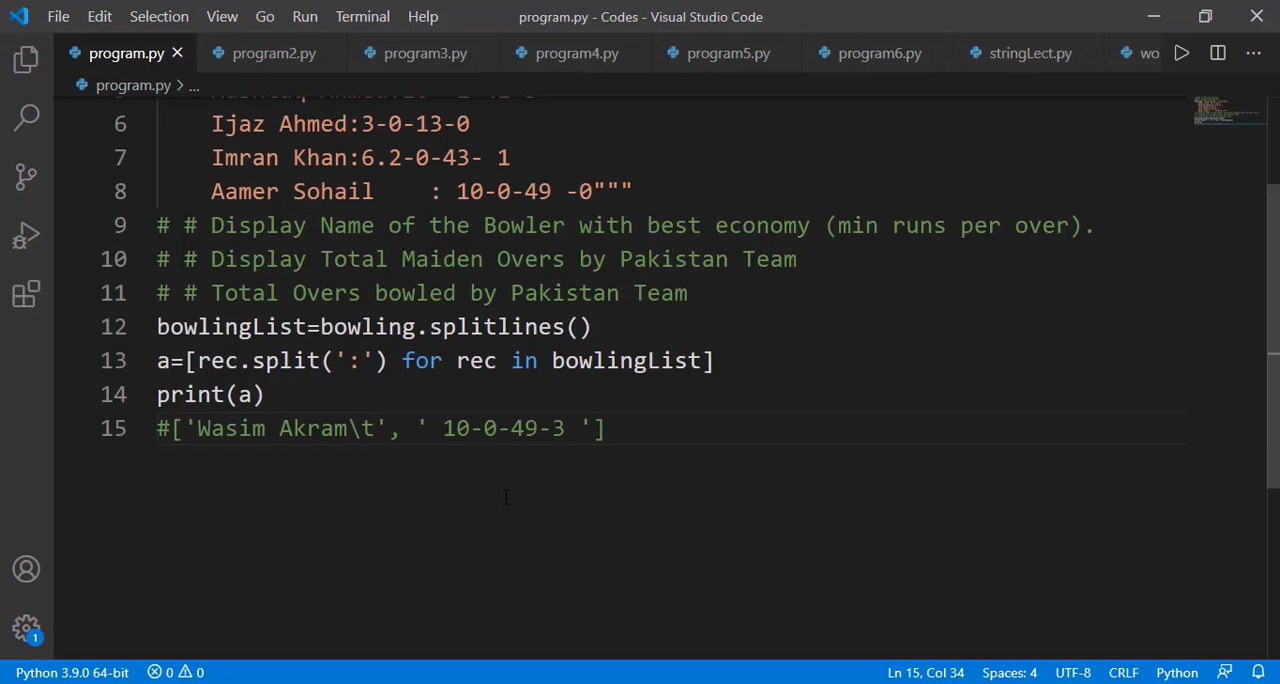 File Edit Selection View Go Run Terminal Help program.py - Codes - Visual Studio Code
program.py program2.py program3.py program4.py program5.py program6.py stringLect.py wo
program.py > ...
6 Ijaz Ahmed:3-0-13-0
7 Imran Khan:6.2-0-43- 1
8 Aamer Sohail    : 10-0-49 -0"""
9 # # Display Name of the Bowler with best economy (min runs per over).
10 # # Display Total Maiden Overs by Pakistan Team
11 # # Total Overs bowled by Pakistan Team
12 bowlingList=bowling.splitlines()
13 a=[rec.split(':') for rec in bowlingList]
14 print(a)
15 #['Wasim Akram\t', ' 10-0-49-3 ']
1
Python 3.9.0 64-bit 0 0 Ln 15, Col 34 Spaces: 4 UTF-8 CRLF Python